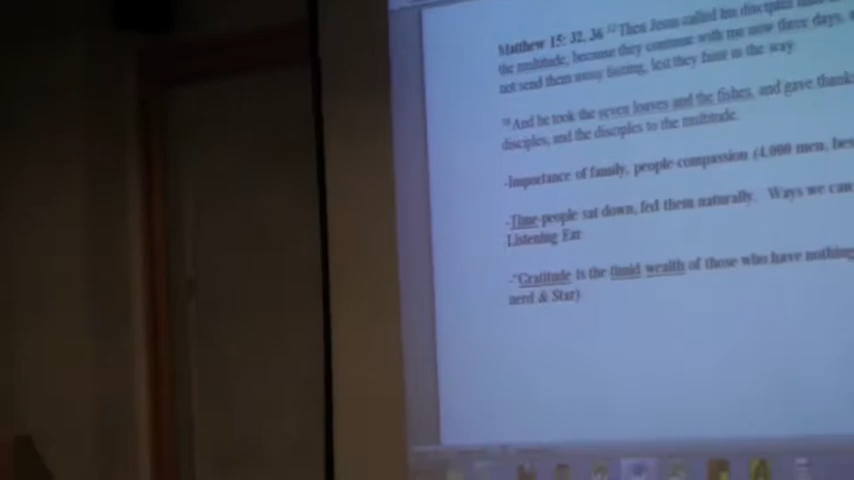 Matthew 15: 32, 36 32 Then Jesus called his disciples
the multitude, because they continue with me now three days,
not send them away fasting, lest they faint in the way.
36 And he took the seven loaves and the fishes, and gave thanks
disciples, and the disciples to the multitude.
-Importance of family, people-compassion (4,000 men,
-Time-people sat down, fed them naturally. Ways we can
Listening Ear
-"Gratitude is the timid wealth of those who have nothing
nerd & Star)